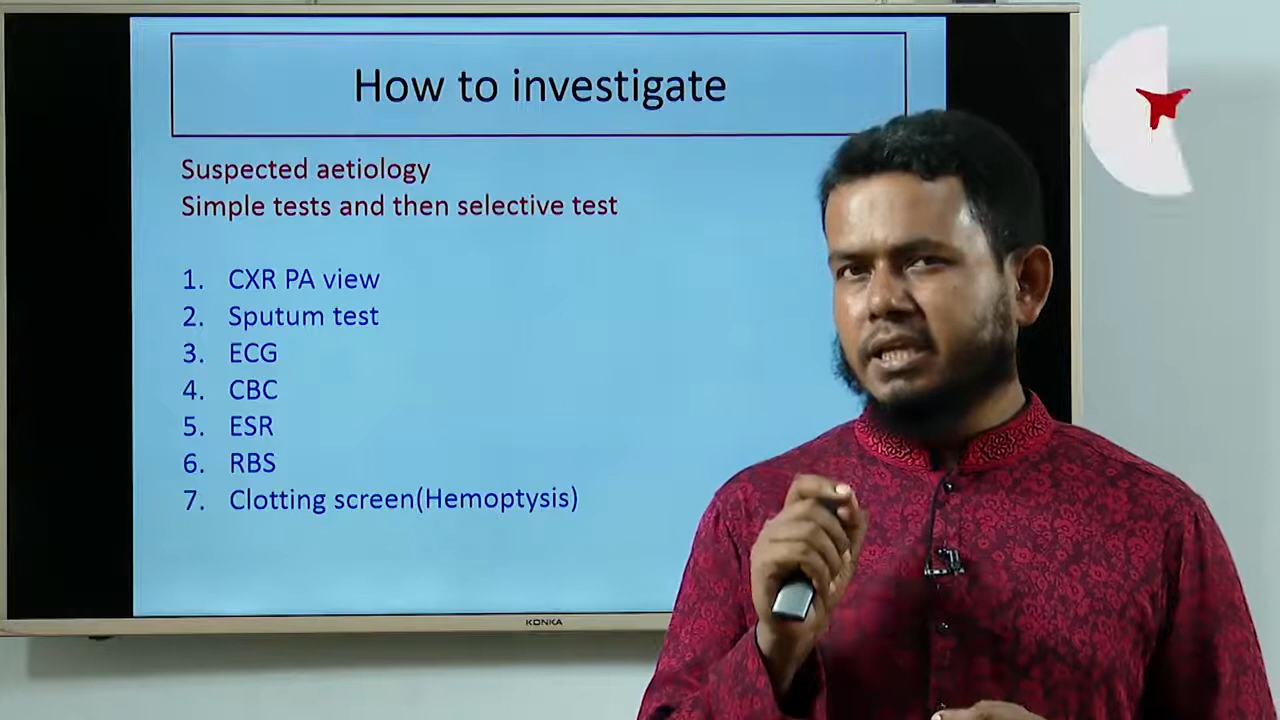 How to investigate
Suspected aetiology
Simple tests and then selective test
1. CXR PA view
2. Sputum test
3. ECG
4. CBC
5. ESR
6. RBS
7. Clotting screen(Hemoptysis)
KONKA